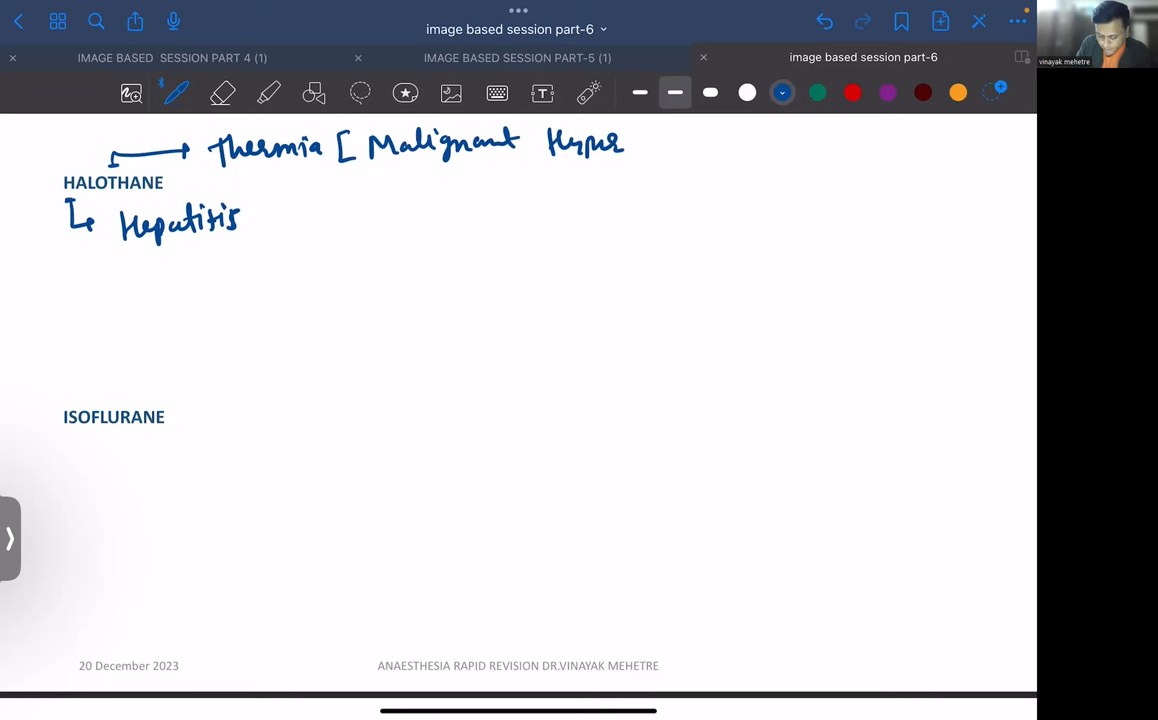 image based session part-6
IMAGE BASED SESSION PART 4 (1)
IMAGE BASED SESSION PART-5 (1)
image based session part-6
vinayak mehetre
Thermia [ Malignant Hyper
HALOTHANE
Hepatitis
ISOFLURANE
20 December 2023
ANAESTHESIA RAPID REVISION DR.VINAYAK MEHETRE